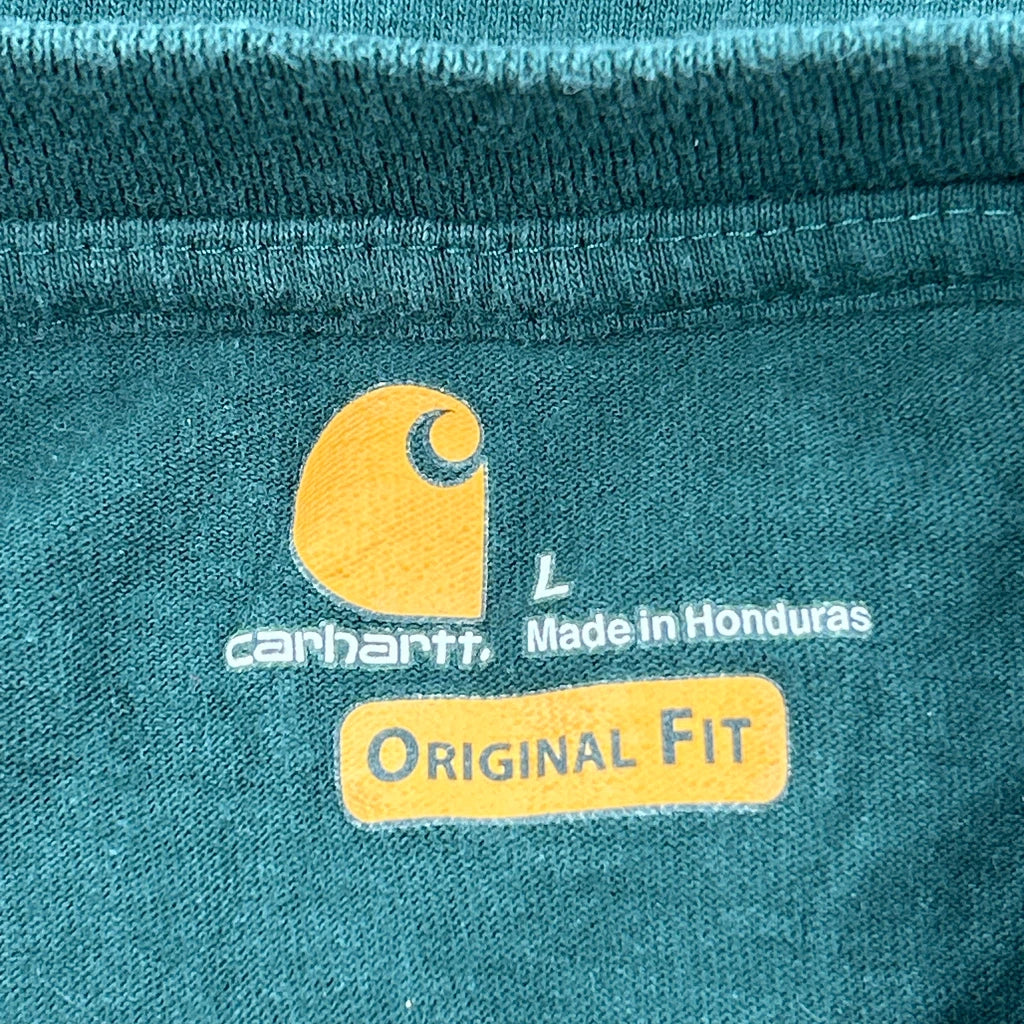 L
carhartt.
Made in Honduras
ORIGINAL FIT